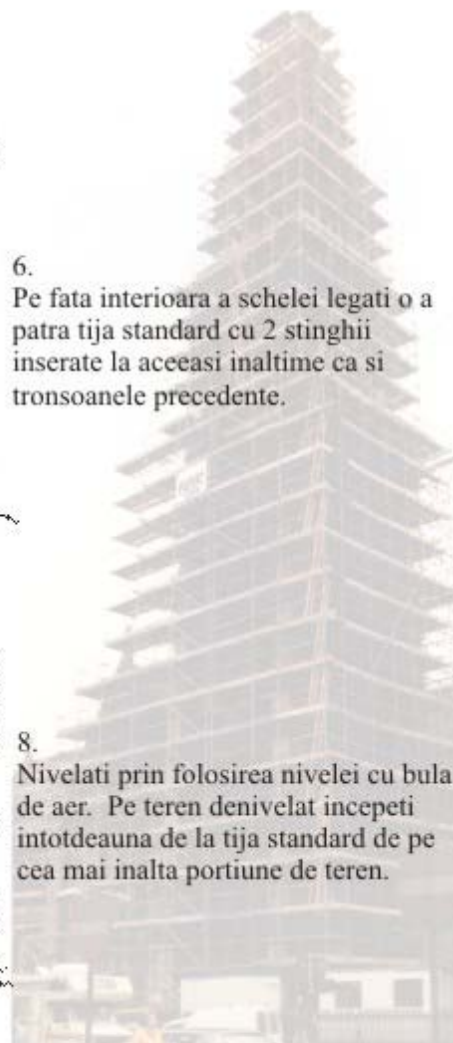 6.
Pe fata interioara a schelei legati o a
patra tija standard cu 2 stinghii
inserate la aceeasi inaltime ca si
tronsoanele precedente.
8.
Nivelati prin folosirea nivelei cu bula
de aer.  Pe teren denivelat incepeti
intotdeauna de la tija standard de pe
cea mai inalta portiune de teren.